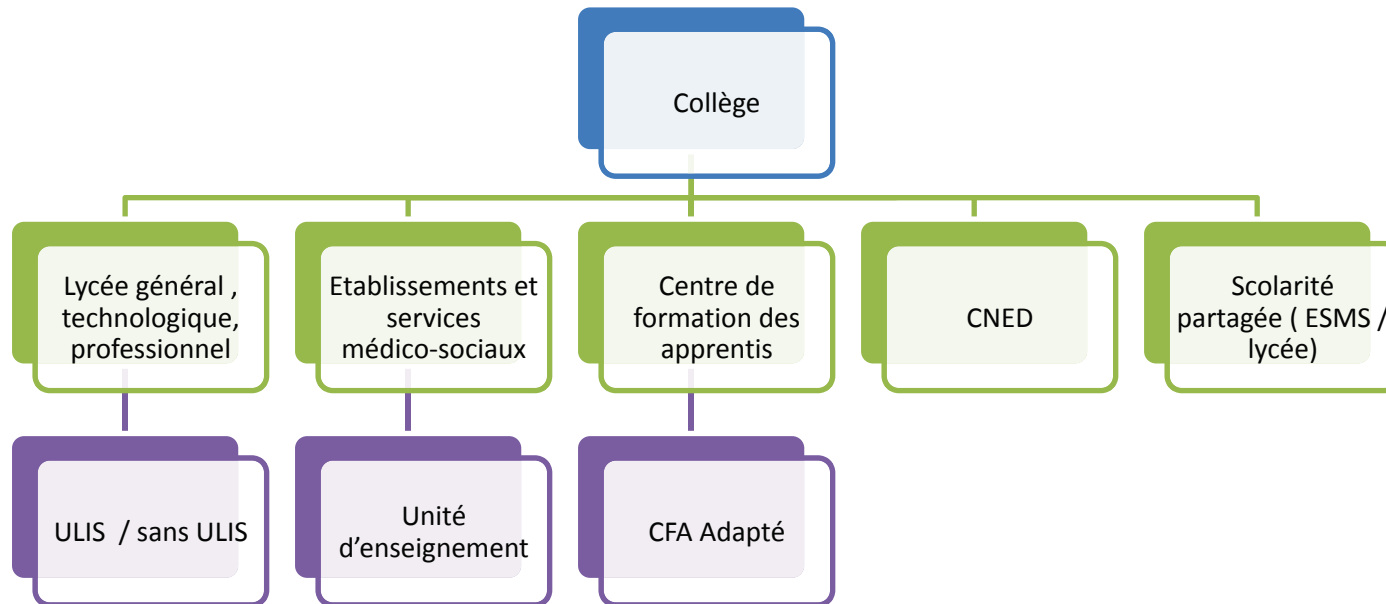 Collège
Lycée général ,
technologique,
professionnel
Etablissements et
services
médico-sociaux
Centre de
formation des
apprentis
CNED
Scolarité
partagée ( ESMS /
lycée)
ULIS / sans ULIS
Unité
d’enseignement
CFA Adapté